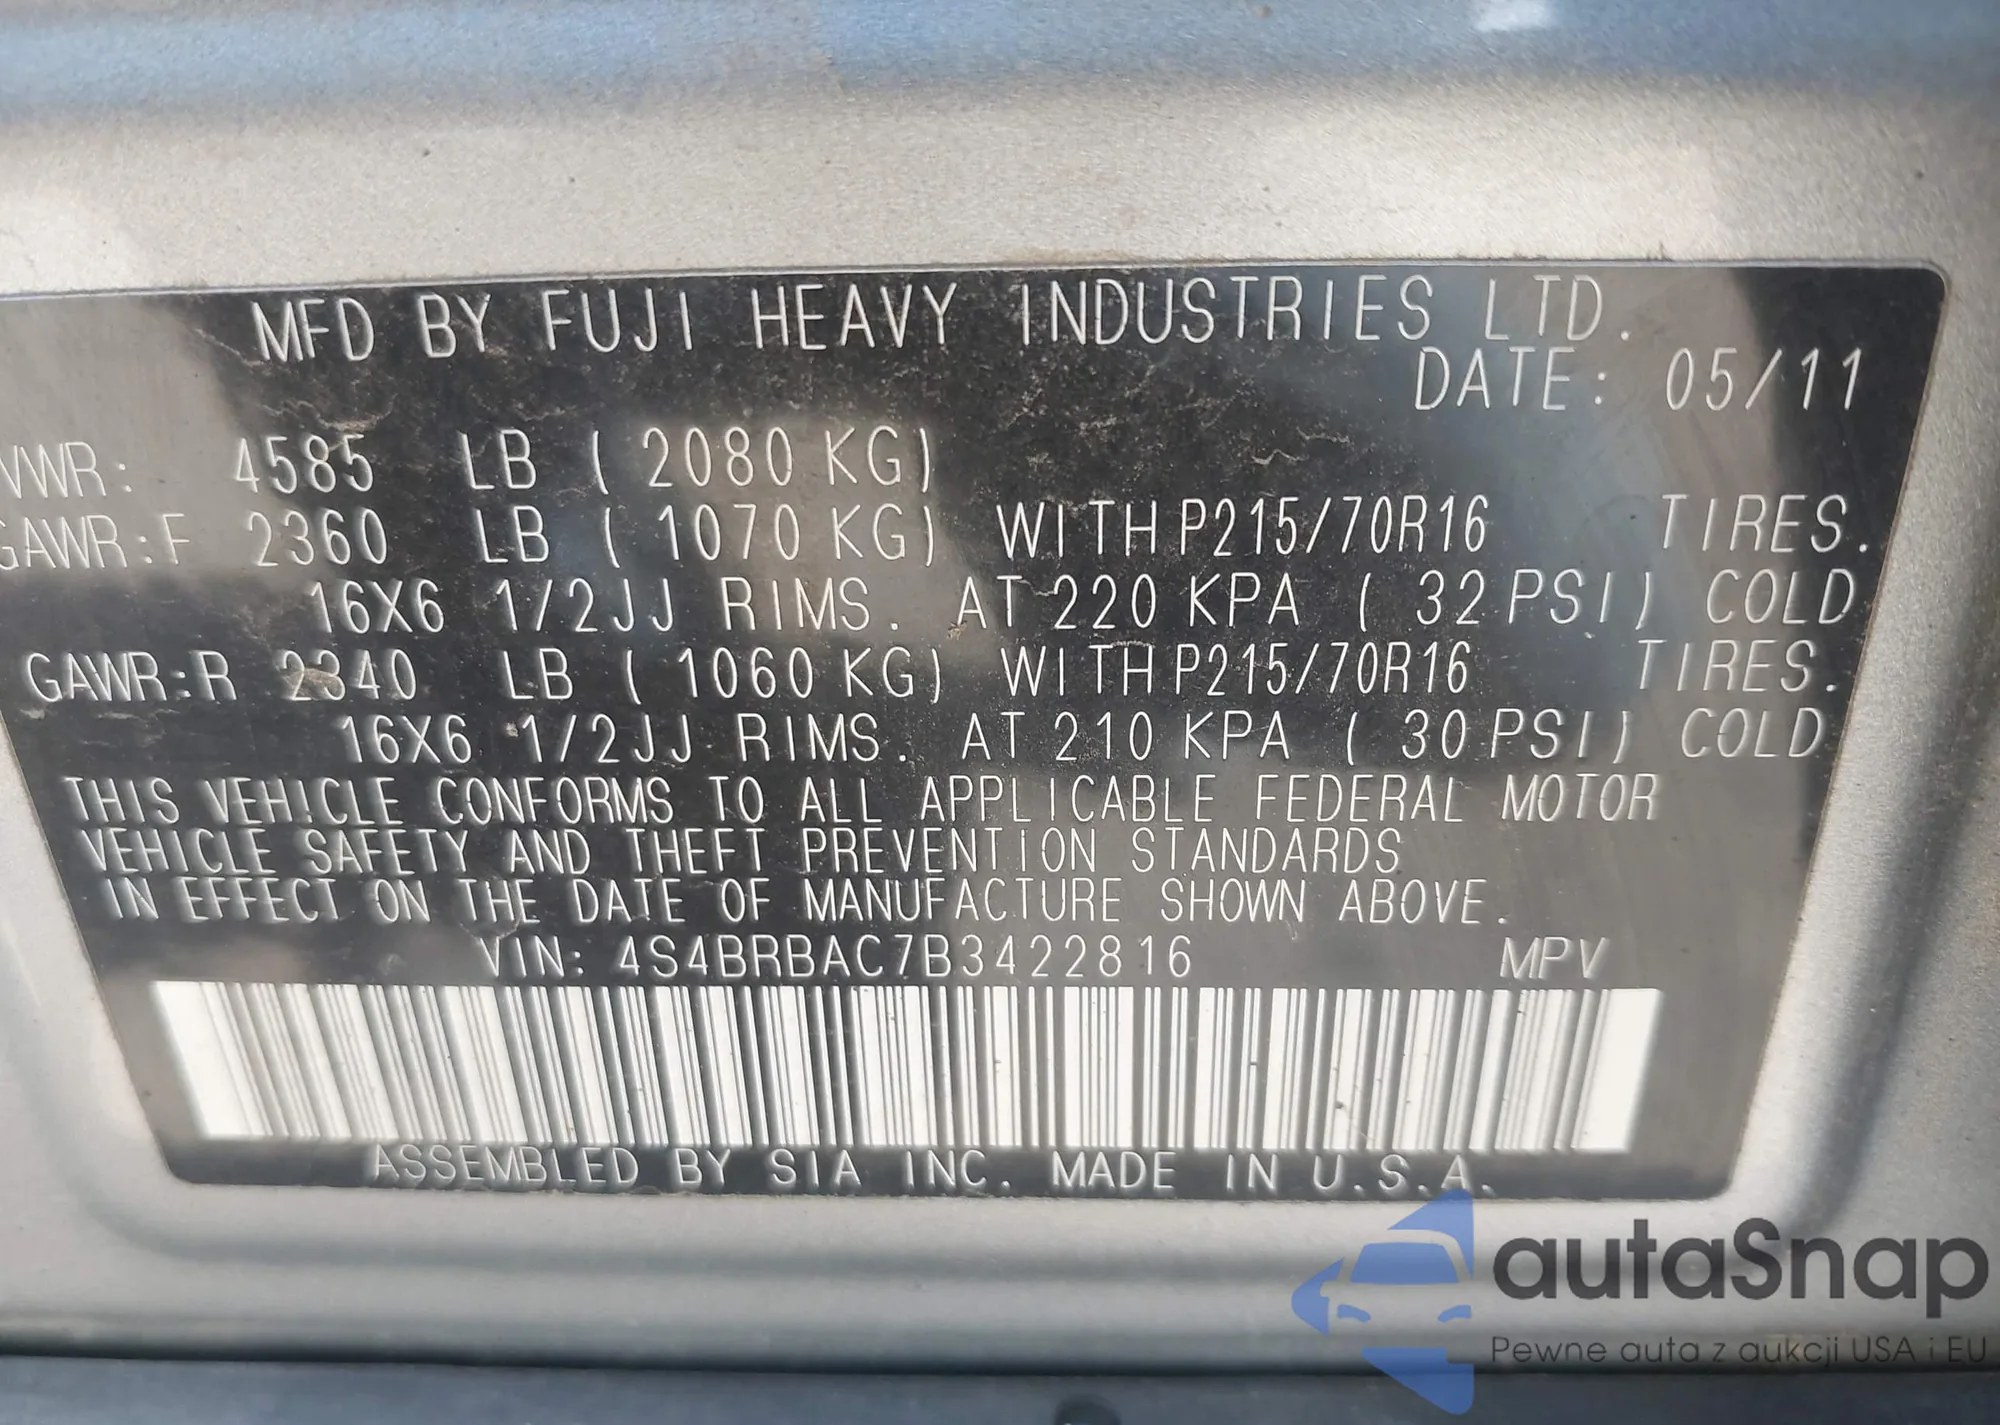 MFD BY FUJI HEAVY INDUSTRIES LTD.
DATE: 05/11
VWR: 4585 LB ( 2080 KG)
GAWR:F 2360 LB ( 1070 KG) WITH P215/70R16 TIRES.
16X6 1/2JJ RIMS. AT 220 KPA ( 32 PSI) COLD
GAWR:R 2340 LB ( 1060 KG) WITH P215/70R16 TIRES.
16X6 1/2JJ RIMS. AT 210 KPA ( 30 PSI) COLD
THIS VEHICLE CONFORMS TO ALL APPLICABLE FEDERAL MOTOR
VEHICLE SAFETY AND THEFT PREVENTION STANDARDS
IN EFFECT ON THE DATE OF MANUFACTURE SHOWN ABOVE.
VIN: 4S4BRBAC7B3422816 MPV
ASSEMBLED BY SIA INC. MADE IN U.S.A.
autaSnap
Pewne auta z aukcji USA i EU